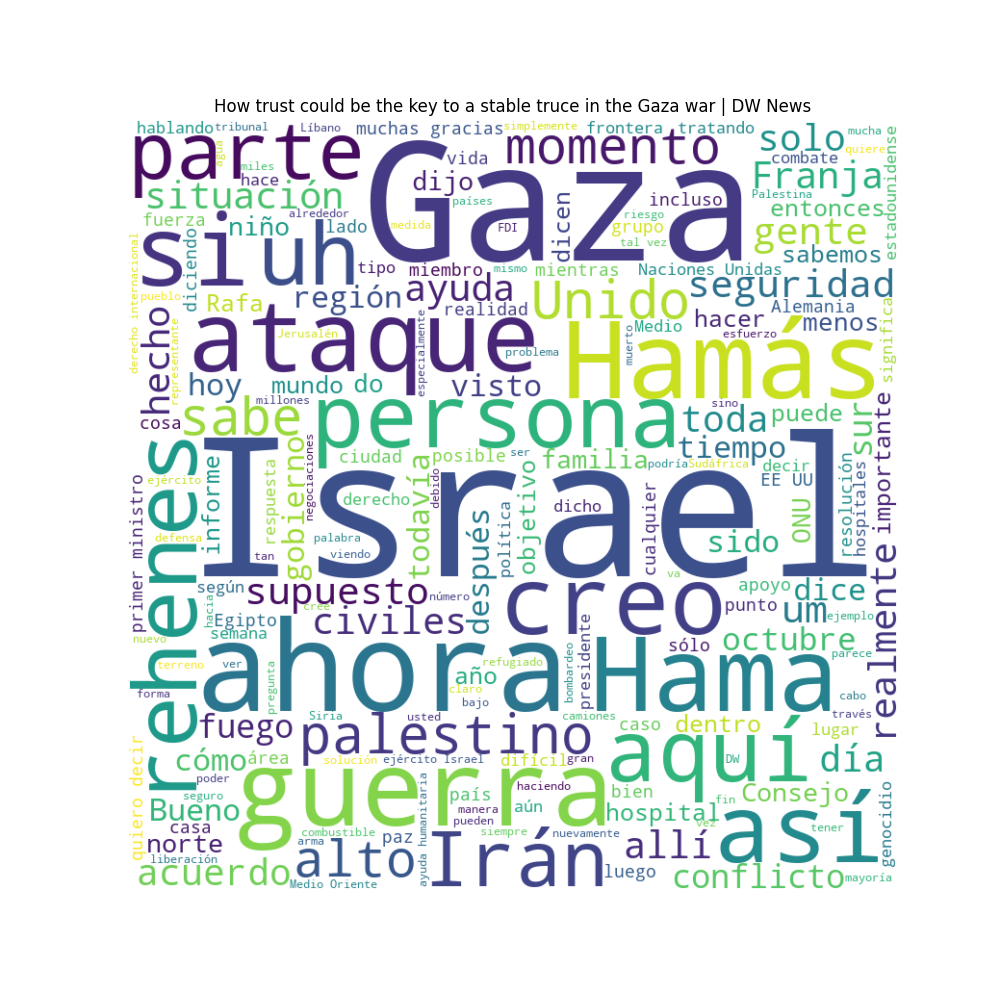 How trust could be the key to a stable truce in the Gaza war | DW News
hablando
tribunal
Líbano
muchas gracias
simplemente
frontera
tratando
solo
mucha
quiere
estadounidense
parte
agua
miles
hace
vida
Gaza
momento
combate
Franja
Palestina
situación
dijo
países
incluso
entonces
fuerza
alrededor
niño
lado
medida
FDI
dicen
grupo
riesgo
tal vez
gente
sabemos
si
uh
diciendo
derecho internacional
pueblo
representante
tipo
miembro
mismo
mientras
Naciones Unidas
seguridad
Rafa
región
ayuda
realidad
Unido
Alemania
menos
hacer
esfuerzo
Medio
significa
hecho
ataque
Jerusalén
especialmente
problema
muerto
Hamás
hoy
mundo
do
visto
cosa
millones
sabe
persona
sino
toda
puede
sur
importante
tiempo
rehenes
ciudad
posible
ser
familia
podría
Sudáfrica
decir
EE UU
ejército
informe
respuesta
gobierno
negociaciones
derecho
todavía
debido
objetivo
dicho
cualquier
ONU
resolución
hospitales
Israel
primer ministro
defensa
tan
palabra
viendo
después
política
sido
realmente
según
supuesto
número
creo
va
apoyo
dice
hacia
cree
Egipto
civiles
punto
um
ejemplo
nuevo
semana
sólo
octubre
parece
terreno
ver
pregunta
ahora
refugiado
año
claro
bajo
bombardeo
presidente
Hama
forma
cabo
través
Siria
usted
camiones
caso
dentro
lugar
fuego
palestino
aquí
DW
día
quiero decir
cómo
área
solución
ejército Israel
difícil
gran
poder
guerra
haciendo
bien
Consejo
seguro
país
manera
pueden
aún
fin
genocidio
Bueno
hospital
vez
tener
así
casa
combustible
siempre
nuevamente
norte
arma
paz
ayuda humanitaria
Irán
allí
liberación
alto
luego
acuerdo
Medio Oriente
conflicto
mayoría